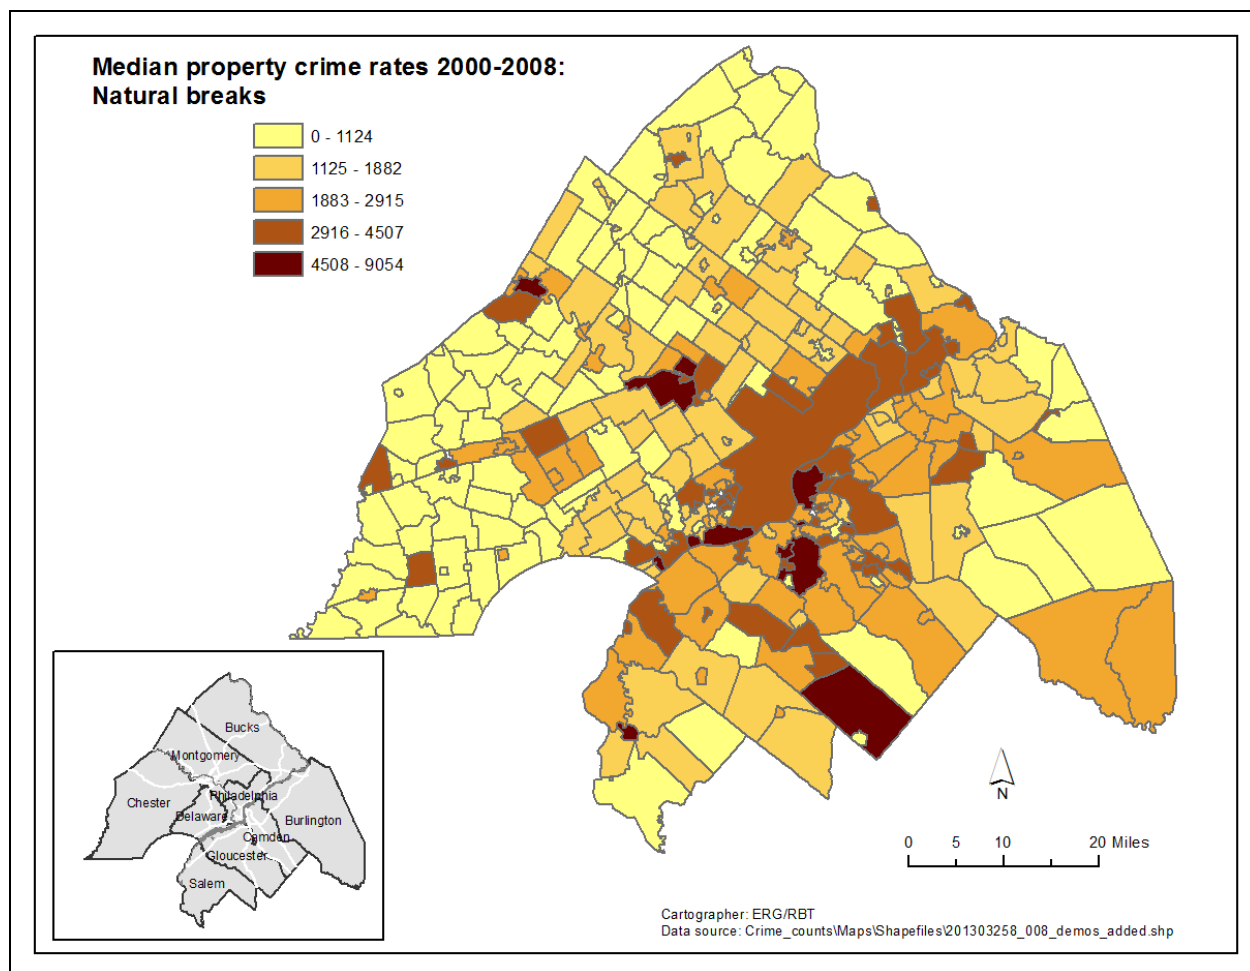 Median property crime rates 2000-2008:
Natural breaks
0 - 1124
1125 - 1882
1883 - 2915
2916 - 4507
4508 - 9054
Bucks
Montgomery
Chester
Philadelphia
Delaware
Burlington
Camden
Gloucester
Salem
N
0 5 10 20 Miles
Cartographer: ERG/RBT
Data source: Crime_counts\Maps\Shapefiles\201303258_008_demos_added.shp